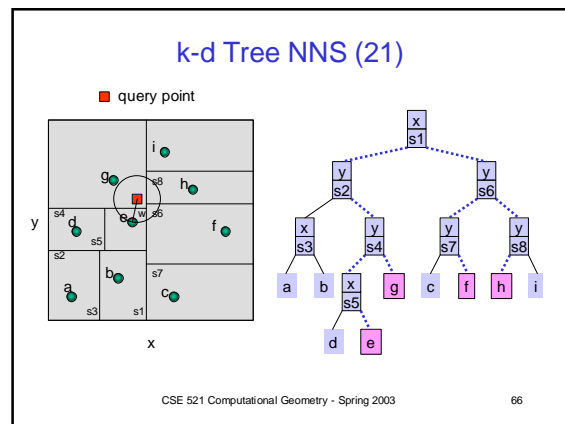 k-d Tree NNS (21)
query point
i
g
s8
h
e
w
s6
y
s4
d
s5
f
s2
b
s7
a
c
s3
s1
x
x
s1
y
s2
y
s6
x
s3
y
s4
y
s7
y
s8
a
b
x
s5
g
c
f
h
i
d
e
CSE 521 Computational Geometry - Spring 2003
66